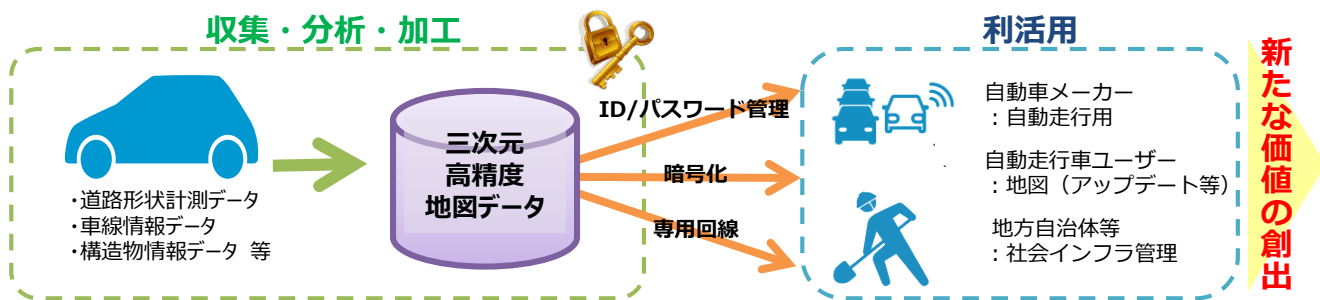 収集・分析・加工
・道路形状計測データ
・車線情報データ
・構造物情報データ 等
三次元
高精度
地図データ
ID/パスワード管理
暗号化
専用回線
利活用
自動車メーカー
：自動走行用
自動走行車ユーザー
：地図（アップデート等）
地方自治体等
：社会インフラ管理
新たな価値の創出